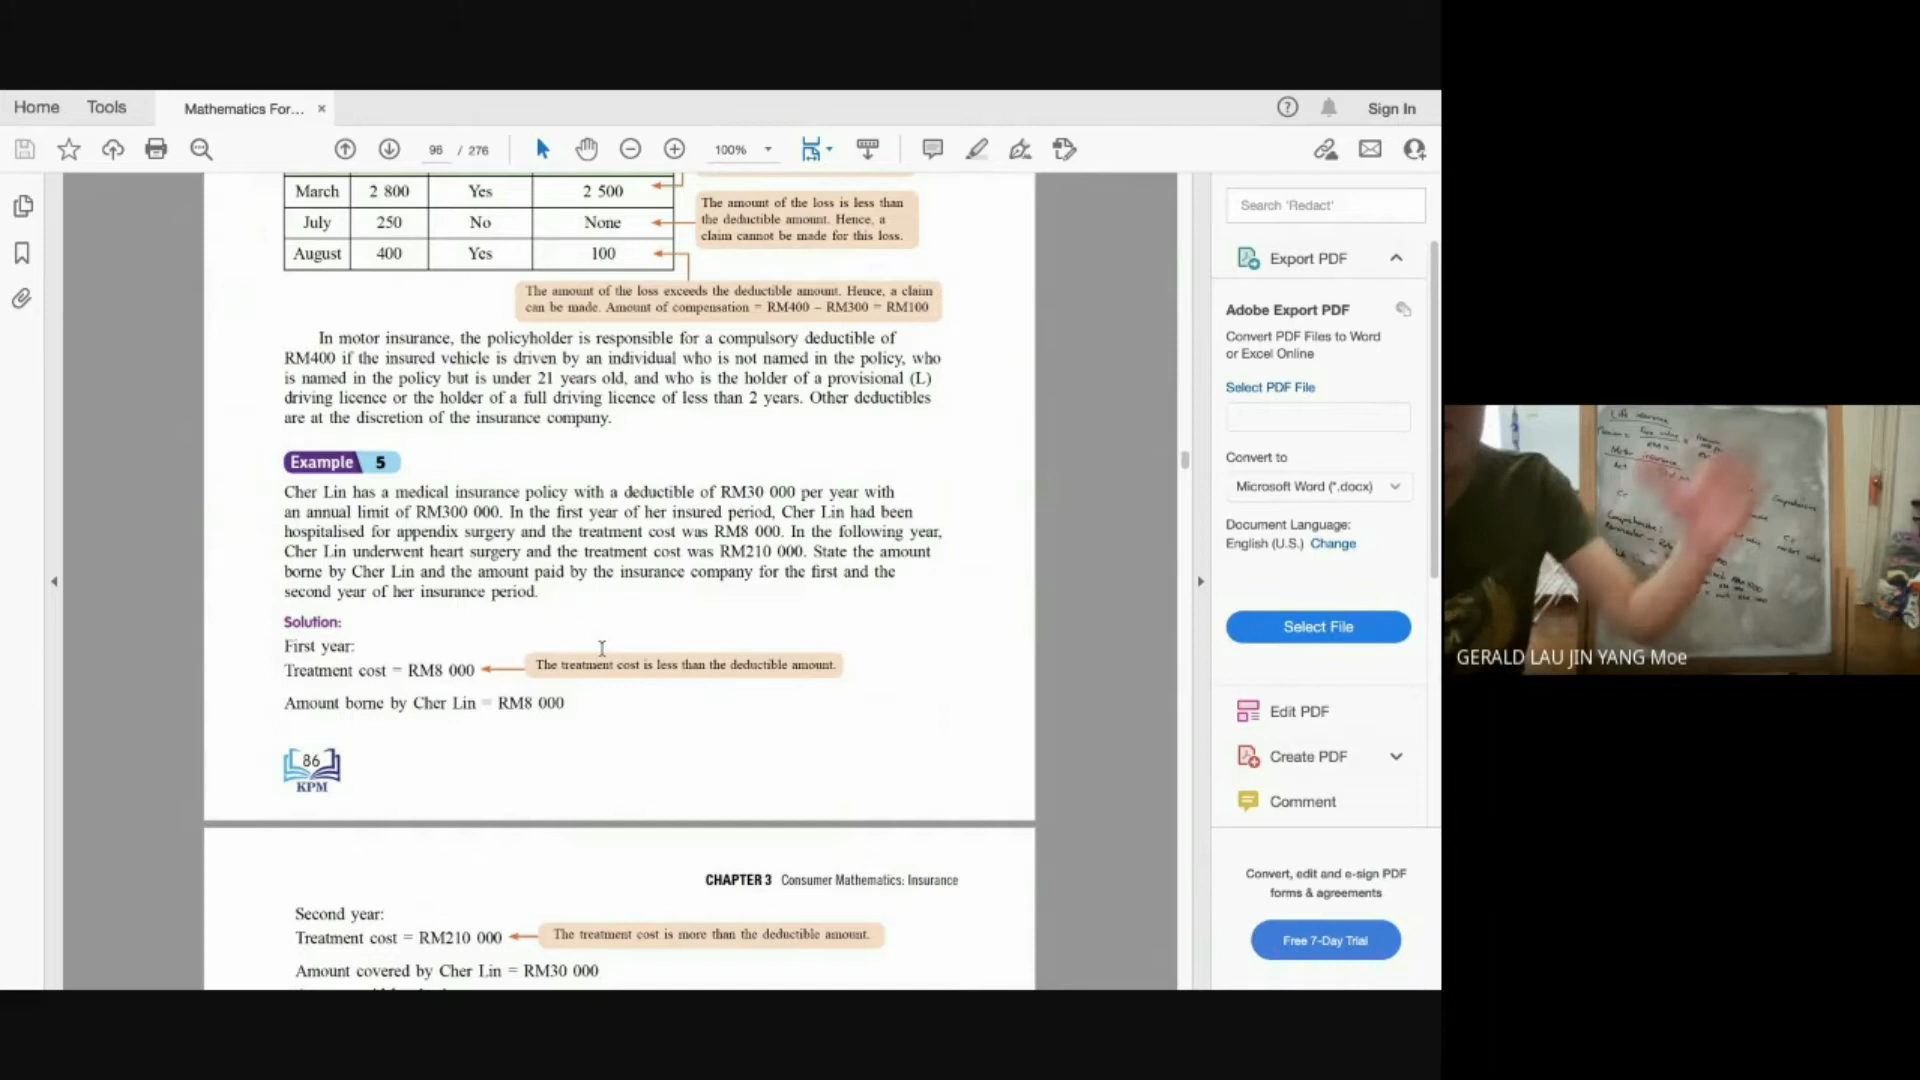 Home Tools Mathematics For... × Sign In
96 / 276 100%
March 2 800 Yes 2 500
July 250 No None
August 400 Yes 100
The amount of the loss is less than
the deductible amount. Hence, a
claim cannot be made for this loss.
The amount of the loss exceeds the deductible amount. Hence, a claim
can be made. Amount of compensation = RM400 – RM300 = RM100
In motor insurance, the policyholder is responsible for a compulsory deductible of
RM400 if the insured vehicle is driven by an individual who is not named in the policy, who
is named in the policy but is under 21 years old, and who is the holder of a provisional (L)
driving licence or the holder of a full driving licence of less than 2 years. Other deductibles
are at the discretion of the insurance company.
Example 5
Cher Lin has a medical insurance policy with a deductible of RM30 000 per year with
an annual limit of RM300 000. In the first year of her insured period, Cher Lin had been
hospitalised for appendix surgery and the treatment cost was RM8 000. In the following year,
Cher Lin underwent heart surgery and the treatment cost was RM210 000. State the amount
borne by Cher Lin and the amount paid by the insurance company for the first and the
second year of her insurance period.
Solution:
First year:
Treatment cost = RM8 000
The treatment cost is less than the deductible amount.
Amount borne by Cher Lin = RM8 000
86
KPM
CHAPTER 3 Consumer Mathematics: Insurance
Second year:
Treatment cost = RM210 000
The treatment cost is more than the deductible amount.
Amount covered by Cher Lin = RM30 000
Search 'Redact'
Export PDF
Adobe Export PDF
Convert PDF Files to Word
or Excel Online
Select PDF File
Convert to
Microsoft Word (*.docx)
Document Language:
English (U.S.) Change
Select File
Edit PDF
Create PDF
Comment
Convert, edit and e-sign PDF
forms & agreements
Free 7-Day Trial
Life insurance
Motor insurance
Act
Comprehensive
Comprehensive:
market value
GERALD LAU JIN YANG Moe